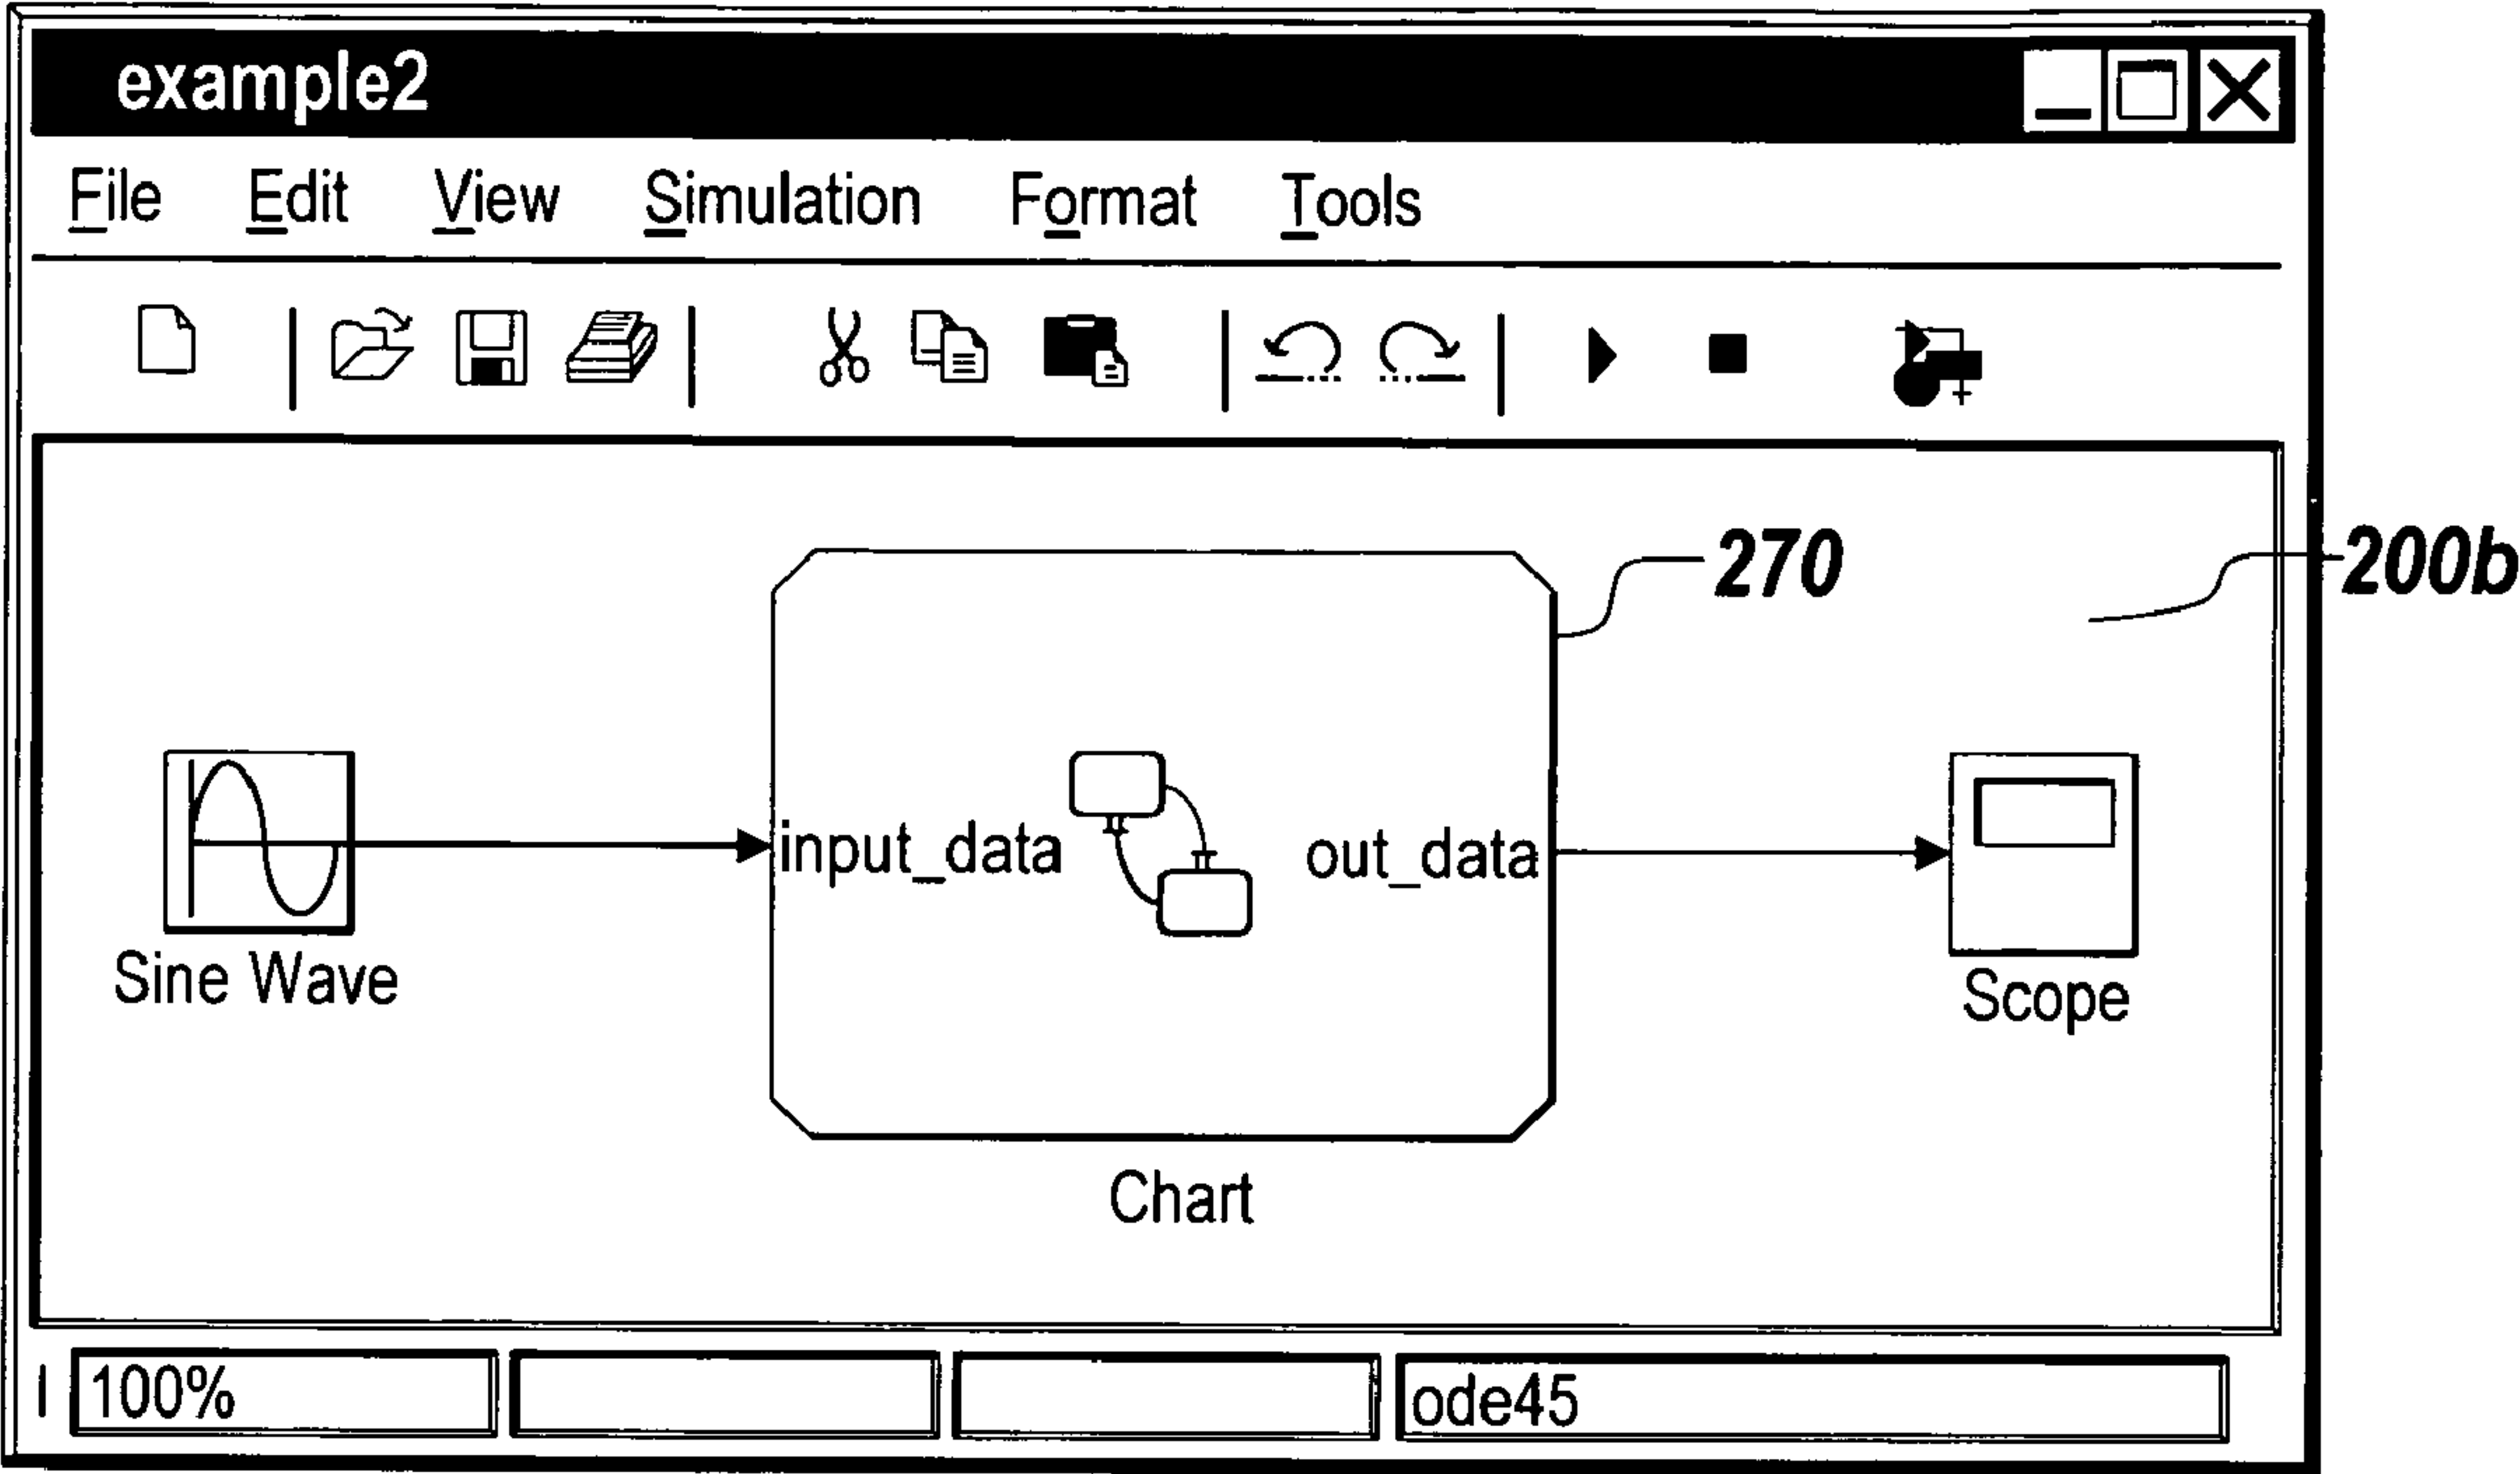 example2
File Edit View Simulation Format Tools
270 200b
input_data out_data
Sine Wave Scope
Chart
100% ode45